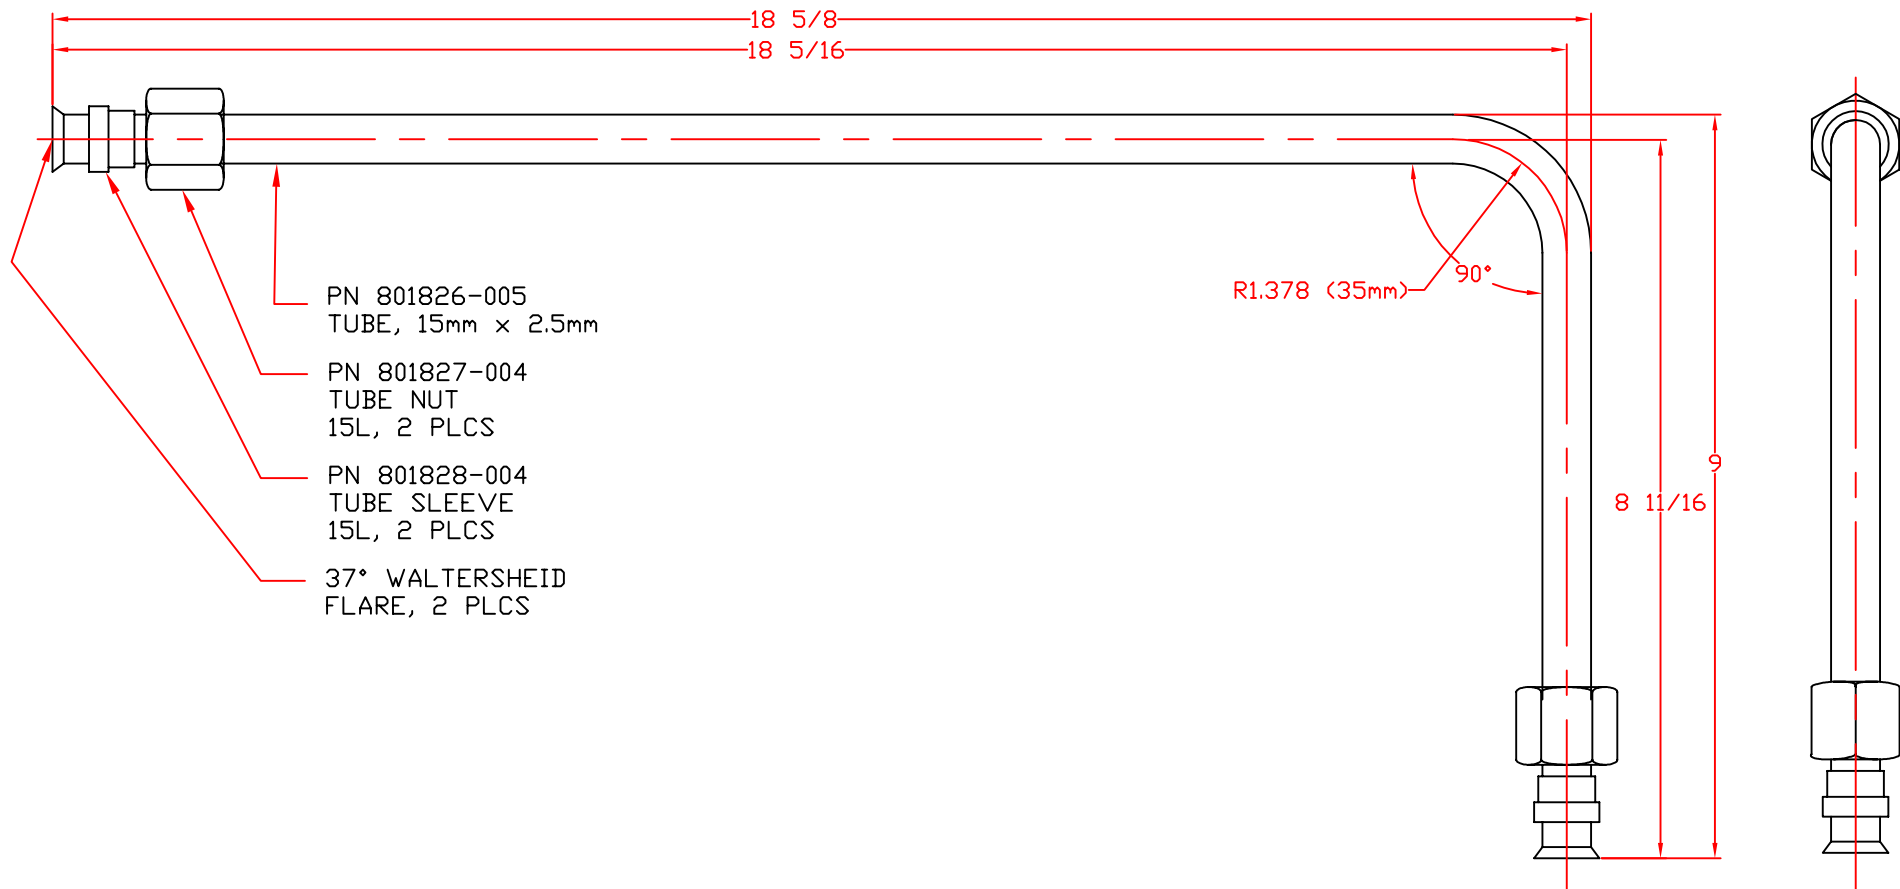 18 5/8
18 5/16
PN 801826-005
TUBE, 15mm x 2.5mm
PN 801827-004
TUBE NUT
15L, 2 PLCS
PN 801828-004
TUBE SLEEVE
15L, 2 PLCS
37° WALTERSHEID
FLARE, 2 PLCS
R1.378 (35mm)
90°
9
8 11/16